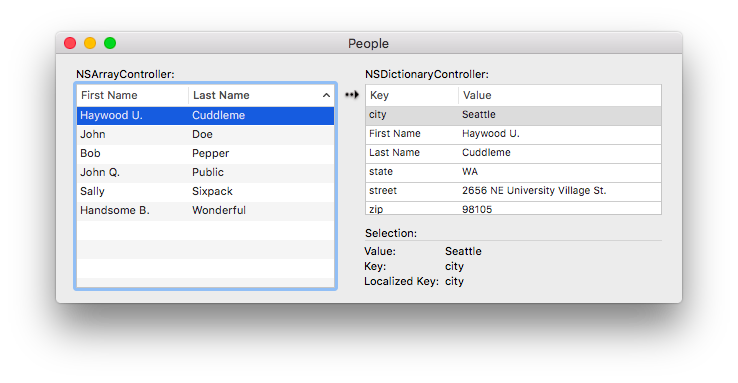 People
NSArrayController:
First Name Last Name
Haywood U. Cuddleme
John Doe
Bob Pepper
John Q. Public
Sally Sixpack
Handsome B. Wonderful
NSDictionaryController:
Key Value
city Seattle
First Name Haywood U.
Last Name Cuddleme
state WA
street 2656 NE University Village St.
zip 98105
Selection:
Value: Seattle
Key: city
Localized Key: city